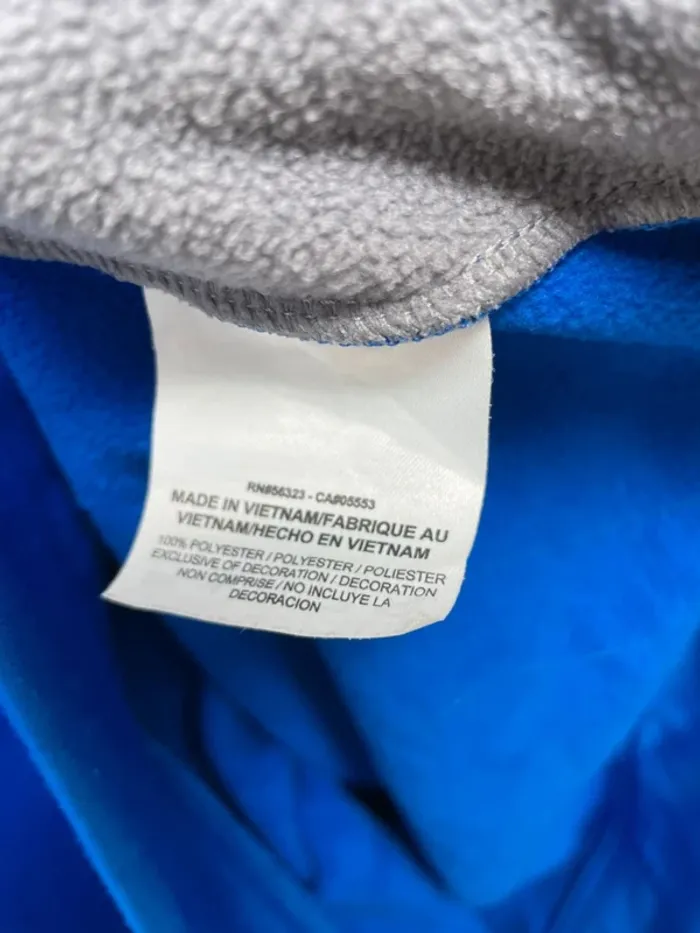 RN#56323 - CA#05553
MADE IN VIETNAM/FABRIQUE AU
VIETNAM/HECHO EN VIETNAM
100% POLYESTER / POLYESTER / POLIESTER
EXCLUSIVE OF DECORATION / DECORATION
NON COMPRISE / NO INCLUYE LA
DECORACION